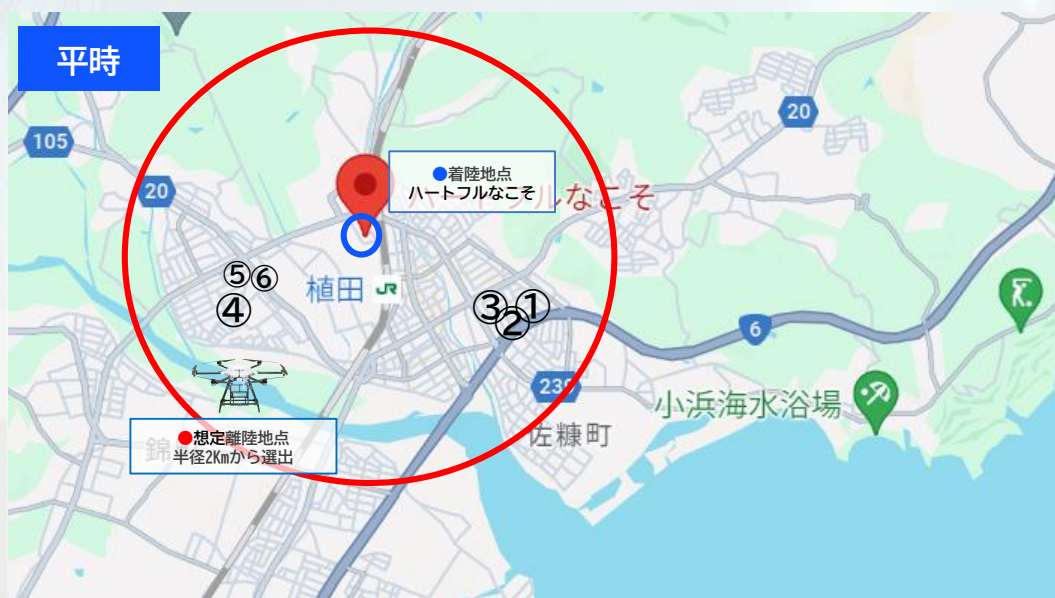 平時
105
20
20
●着陸地点
ハートフルなこそ
ハートフルなこそ
⑤⑥
④
植田
JR
③①
②
6
239
小浜海水浴場
佐糠町
●想定離陸地点
半径2Kmから選出
錦